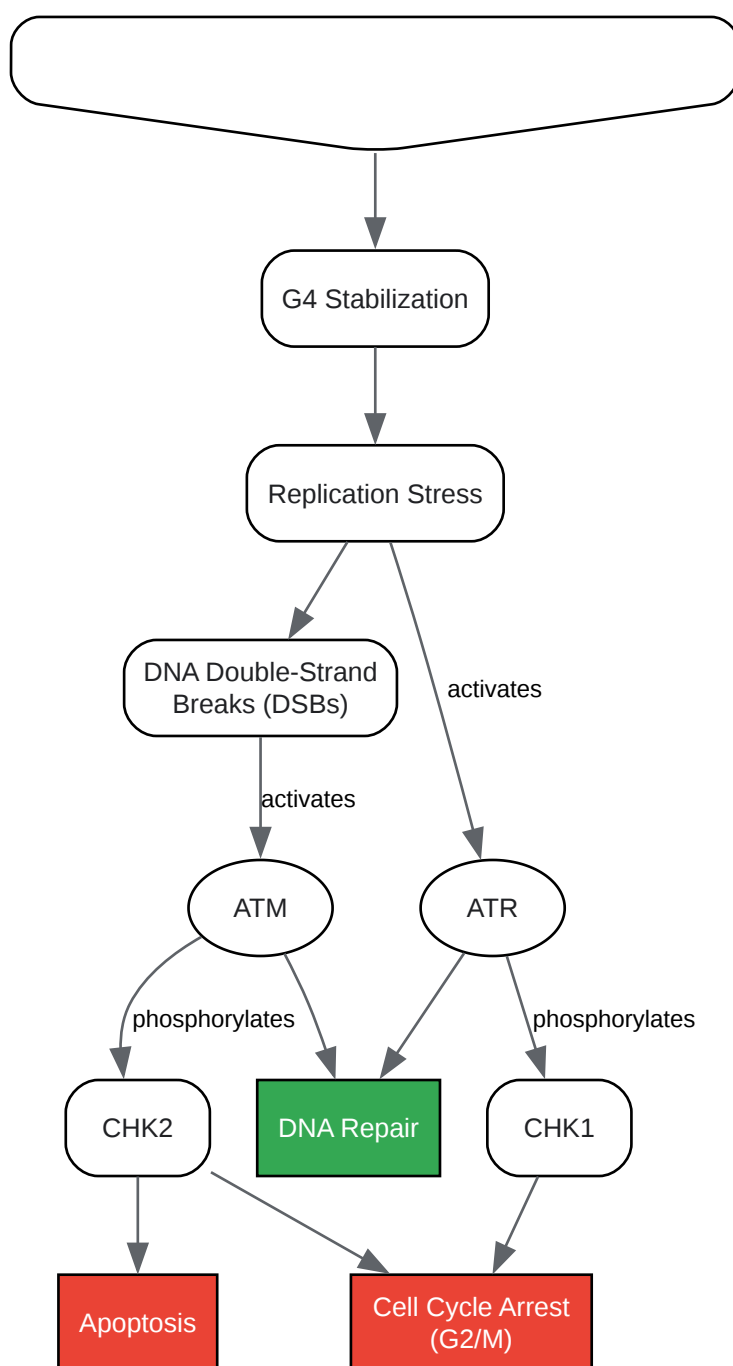 G4 Stabilization
Replication Stress
DNA Double-Strand
Breaks (DSBs)
activates
activates
ATM
ATR
phosphorylates
phosphorylates
CHK2
DNA Repair
CHK1
Apoptosis
Cell Cycle Arrest
(G2/M)